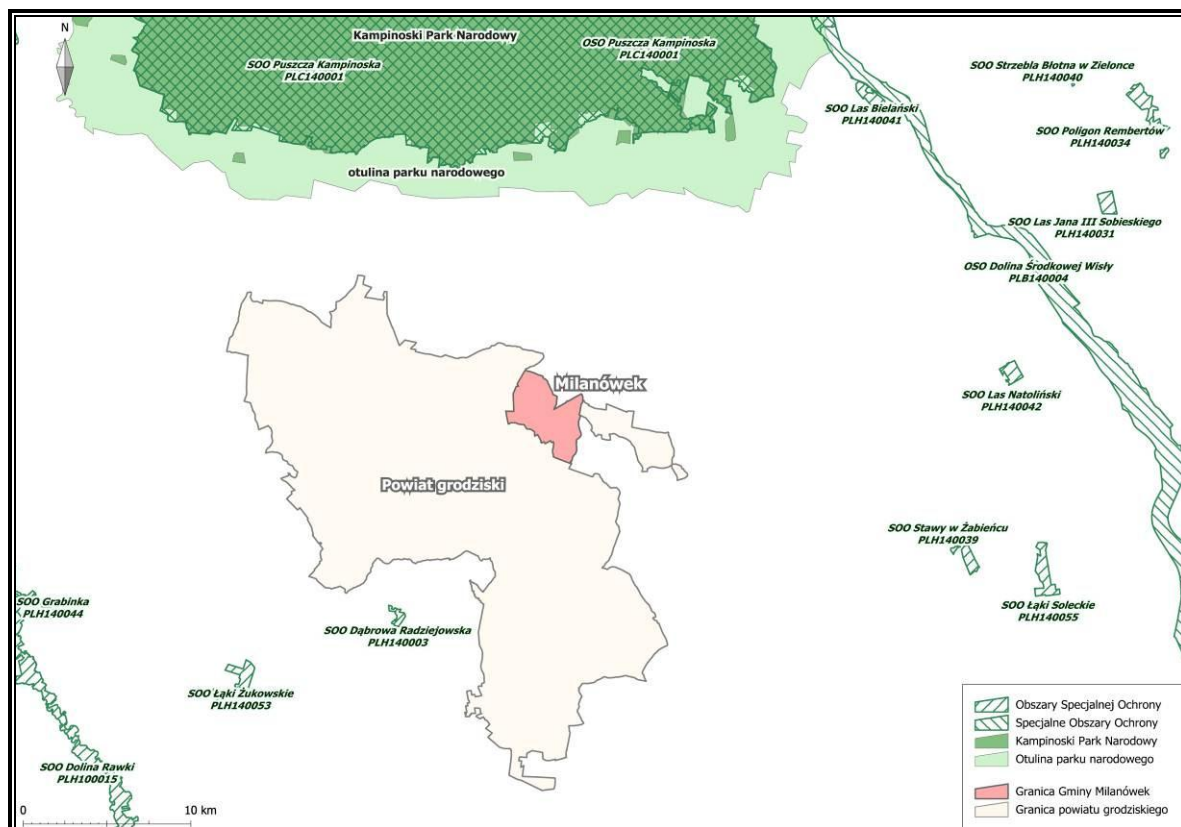 N
Kampinoski Park Narodowy
SOO Puszcza Kampinoska
PLC140001
OSO Puszcza Kampinoska
PLC140001
otulina parku narodowego
SOO Las Bielański
PLH140041
SOO Strzebla Błotna w Zielonce
PLH140040
SOO Poligon Rembertów
PLH140034
SOO Las Jana III Sobieskiego
PLH140031
OSO Dolina Środkowej Wisły
PLB140004
Milanówek
SOO Las Natoliński
PLH140042
Powiat grodziski
SOO Stawy w Żabieńcu
PLH140039
SOO Łąki Soleckie
PLH140055
SOO Grabinka
PLH140044
SOO Dąbrowa Radziejowska
PLH140003
SOO Łąki Żukowskie
PLH140053
SOO Dolina Rawki
PLH100015
0 10 km
Obszary Specjalnej Ochrony
Specjalne Obszary Ochrony
Kampinoski Park Narodowy
Otulina parku narodowego
Granica Gminy Milanówek
Granica powiatu grodziskiego